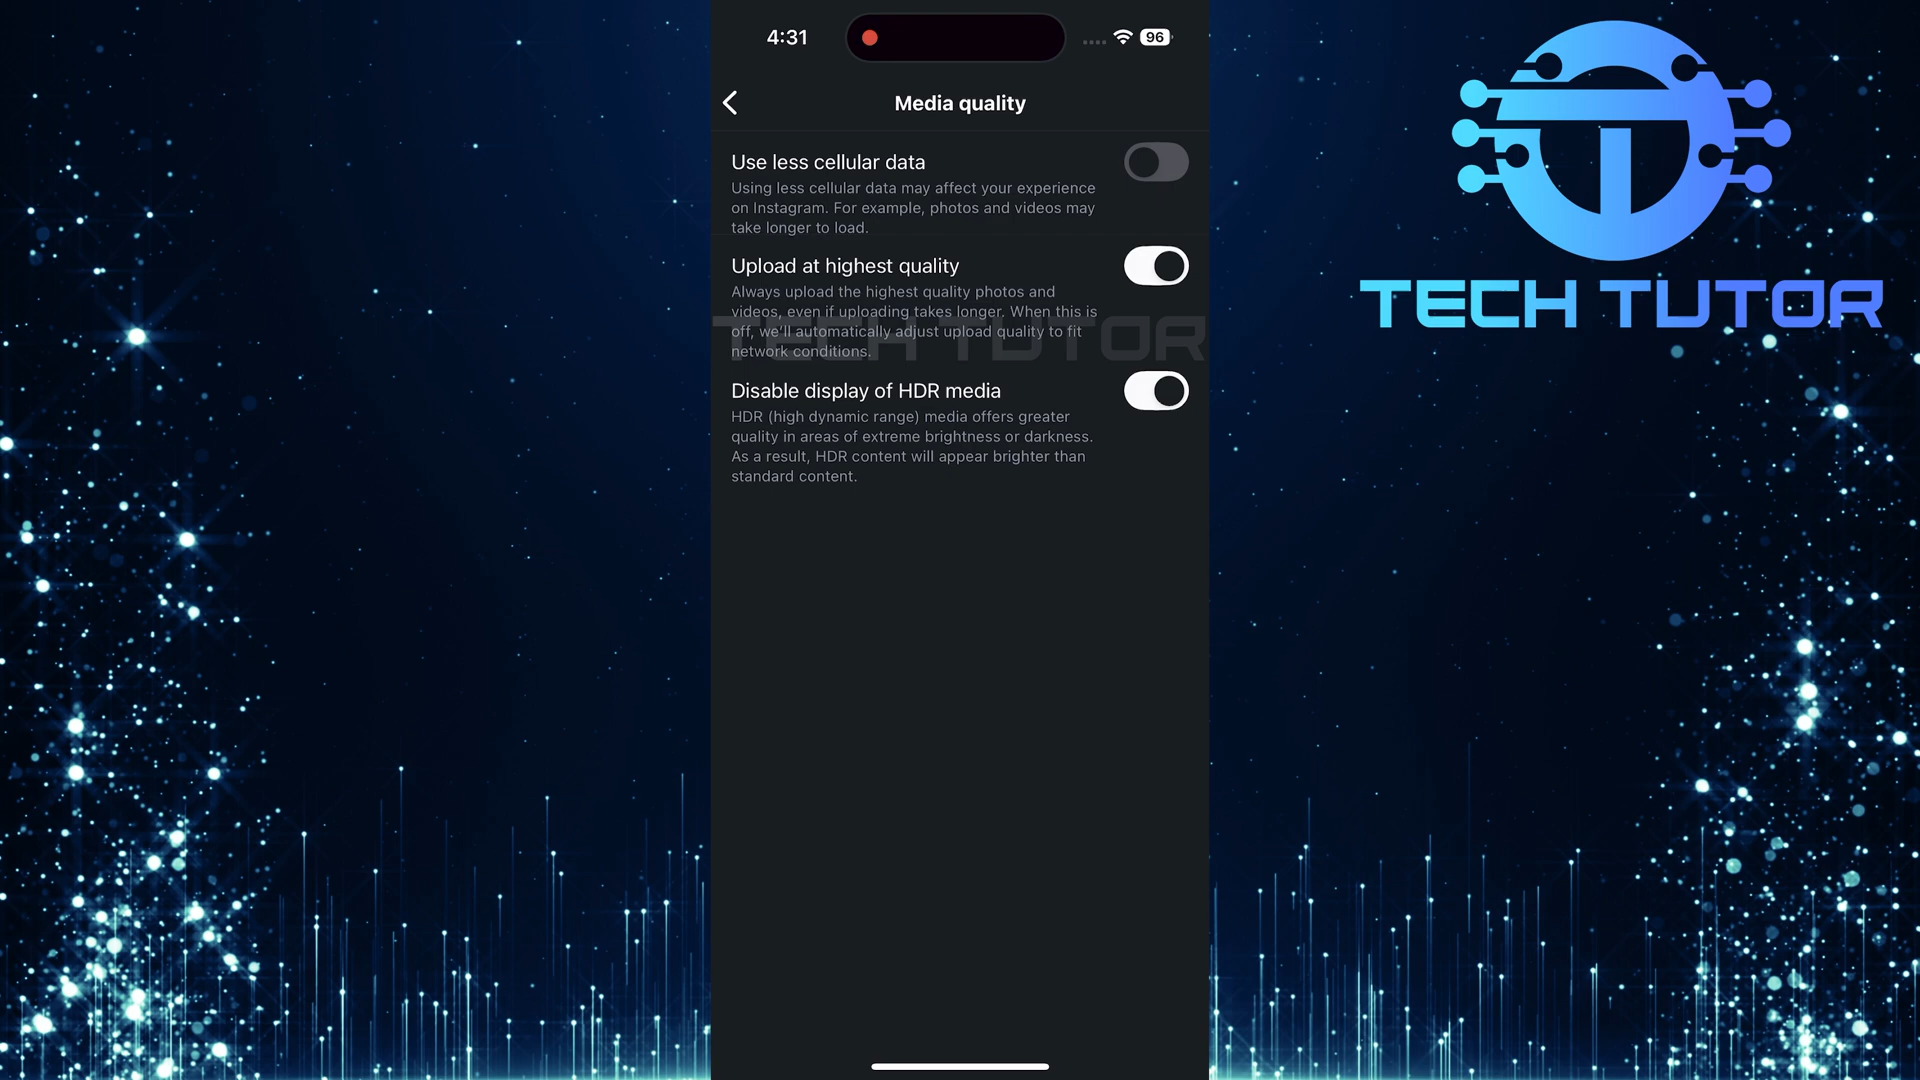 4:31
96
Media quality
Use less cellular data
Using less cellular data may affect your experience
on Instagram. For example, photos and videos may
take longer to load.
Upload at highest quality
Always upload the highest quality photos and
videos, even if uploading takes longer. When this is
off, we'll automatically adjust upload quality to fit
network conditions.
TECH TUTOR
Disable display of HDR media
HDR (high dynamic range) media offers greater
quality in areas of extreme brightness or darkness.
As a result, HDR content will appear brighter than
standard content.
TECH TUTOR